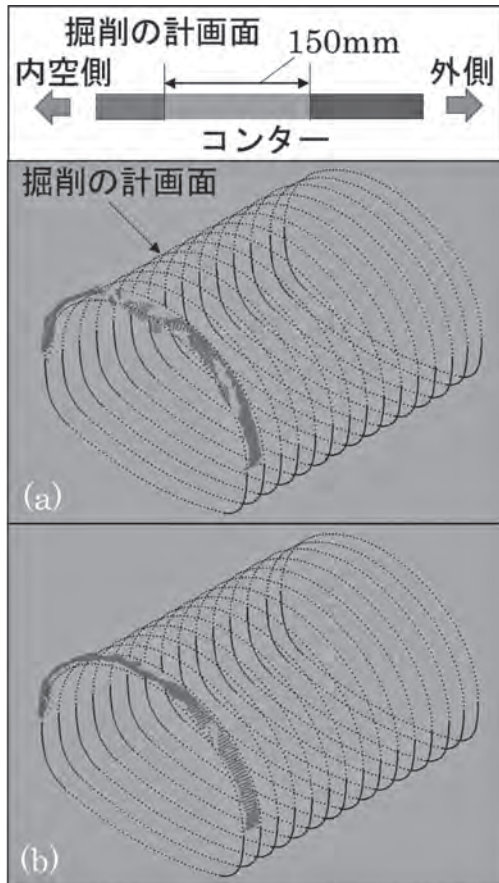 掘削の計画面
150mm
内空側
外側
コンター
掘削の計画面
(a)
(b)